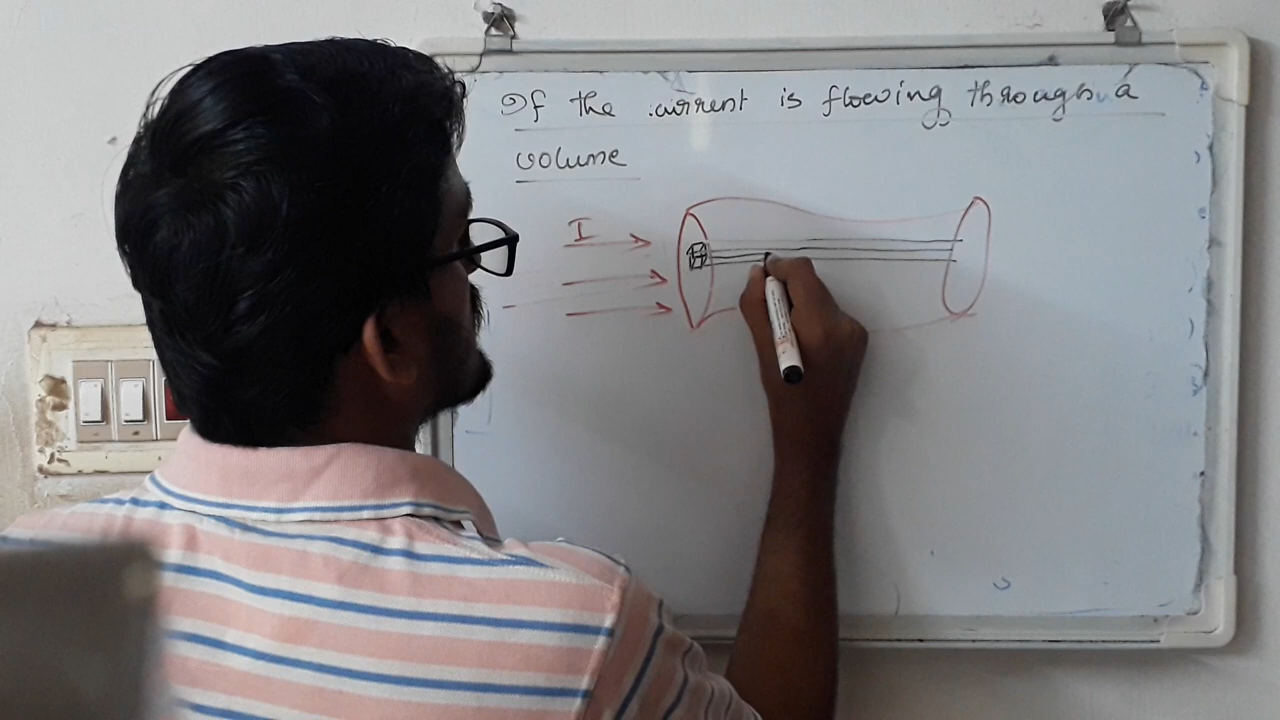 If the current is flowing through a
volume
I